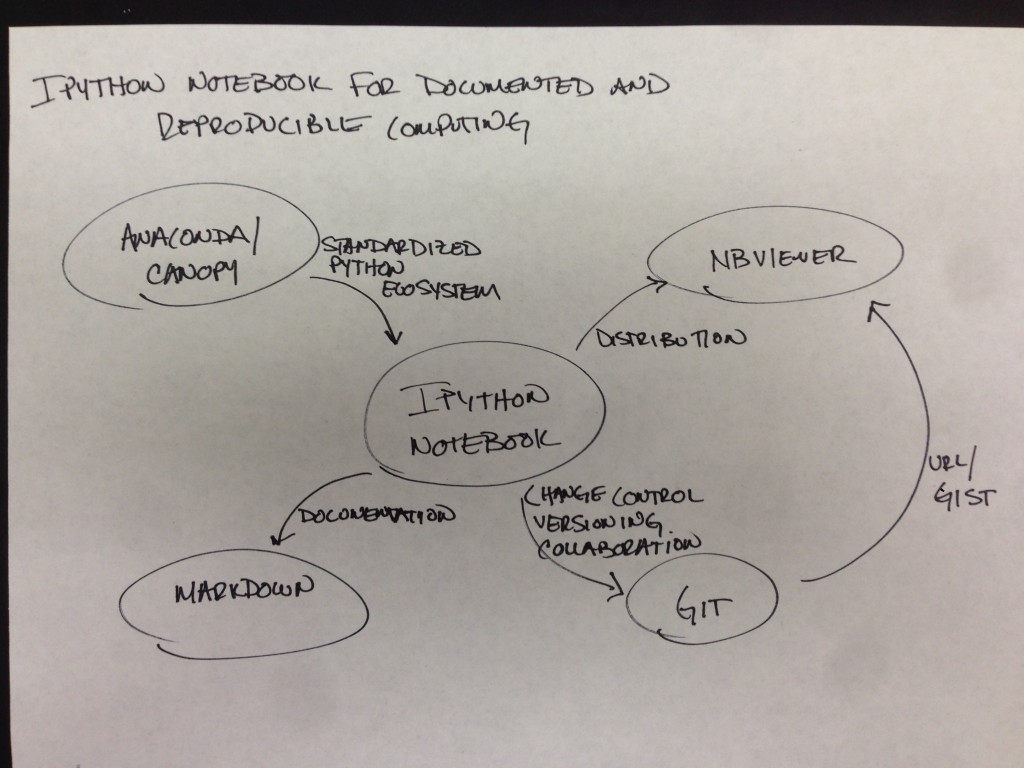 IPYTHON NOTEBOOK FOR DOCUMENTED AND
REPRODUCIBLE COMPUTING
ANACONDA/
CANOPY
STANDARDIZED
PYTHON
ECOSYSTEM
NBVIEWER
DISTRIBUTION
IPYTHON
NOTEBOOK
URL/
GIST
DOCUMENTATION
CHANGE CONTROL
VERSIONING
COLLABORATION
MARKDOWN
GIT